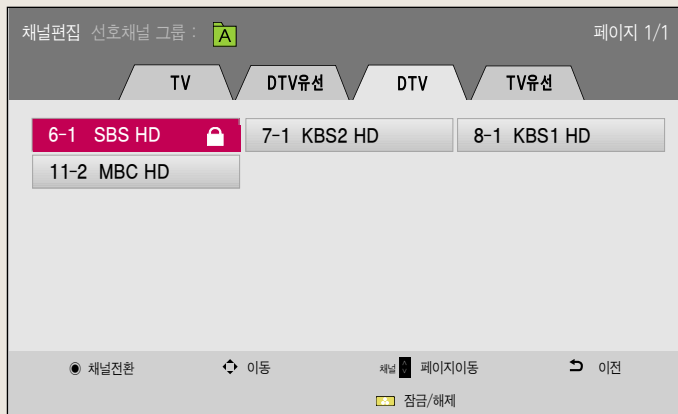 채널편집 선호채널 그룹 : A 페이지 1/1
TV DTV유선 DTV TV유선
6-1 SBS HD 7-1 KBS2 HD 8-1 KBS1 HD
11-2 MBC HD
채널전환 이동 채널 페이지이동 이전
잠금/해제